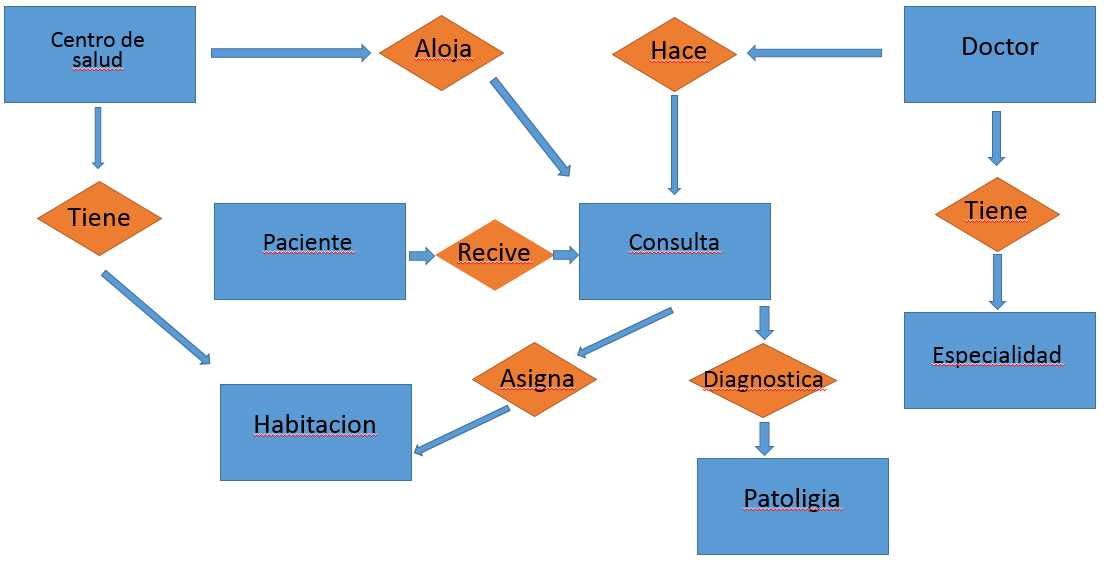 Centro de
salud
Aloja
Hace
Doctor
Tiene
Paciente
Recive
Consulta
Tiene
Habitacion
Asigna
Diagnostica
Especialidad
Patoligia